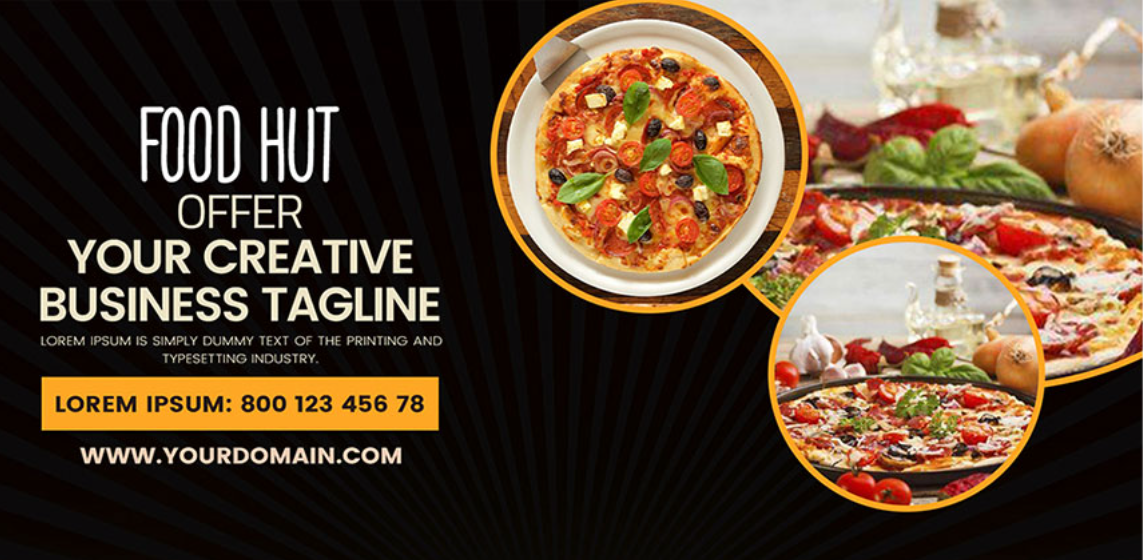 FOOD HUT
OFFER
YOUR CREATIVE
BUSINESS TAGLINE
LOREM IPSUM IS SIMPLY DUMMY TEXT OF THE PRINTING AND
TYPESETTING INDUSTRY.
LOREM IPSUM: 800 123 456 78
WWW.YOURDOMAIN.COM